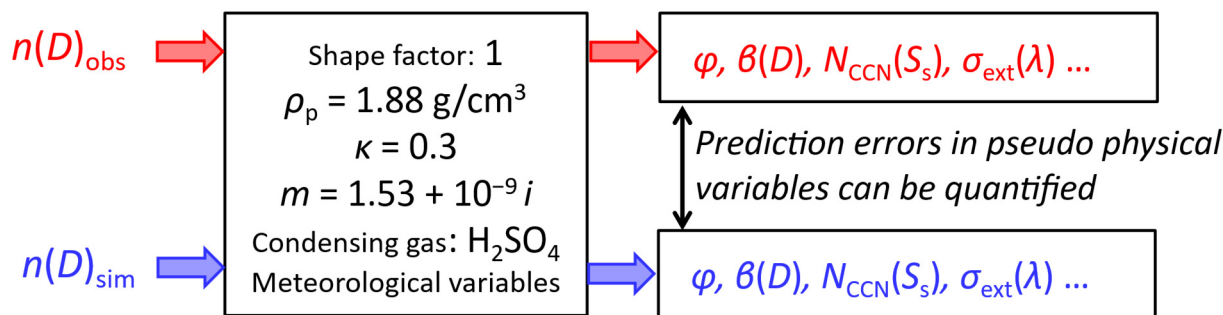 n(D)obs
Shape factor: 1
ρp = 1.88 g/cm³
κ = 0.3
m = 1.53 + 10⁻⁹ i
Condensing gas: H₂SO₄
Meteorological variables
φ, β(D), NCCN(Ss), σext(λ) ...
Prediction errors in pseudo physical
variables can be quantified
n(D)sim
φ, β(D), NCCN(Ss), σext(λ) ...